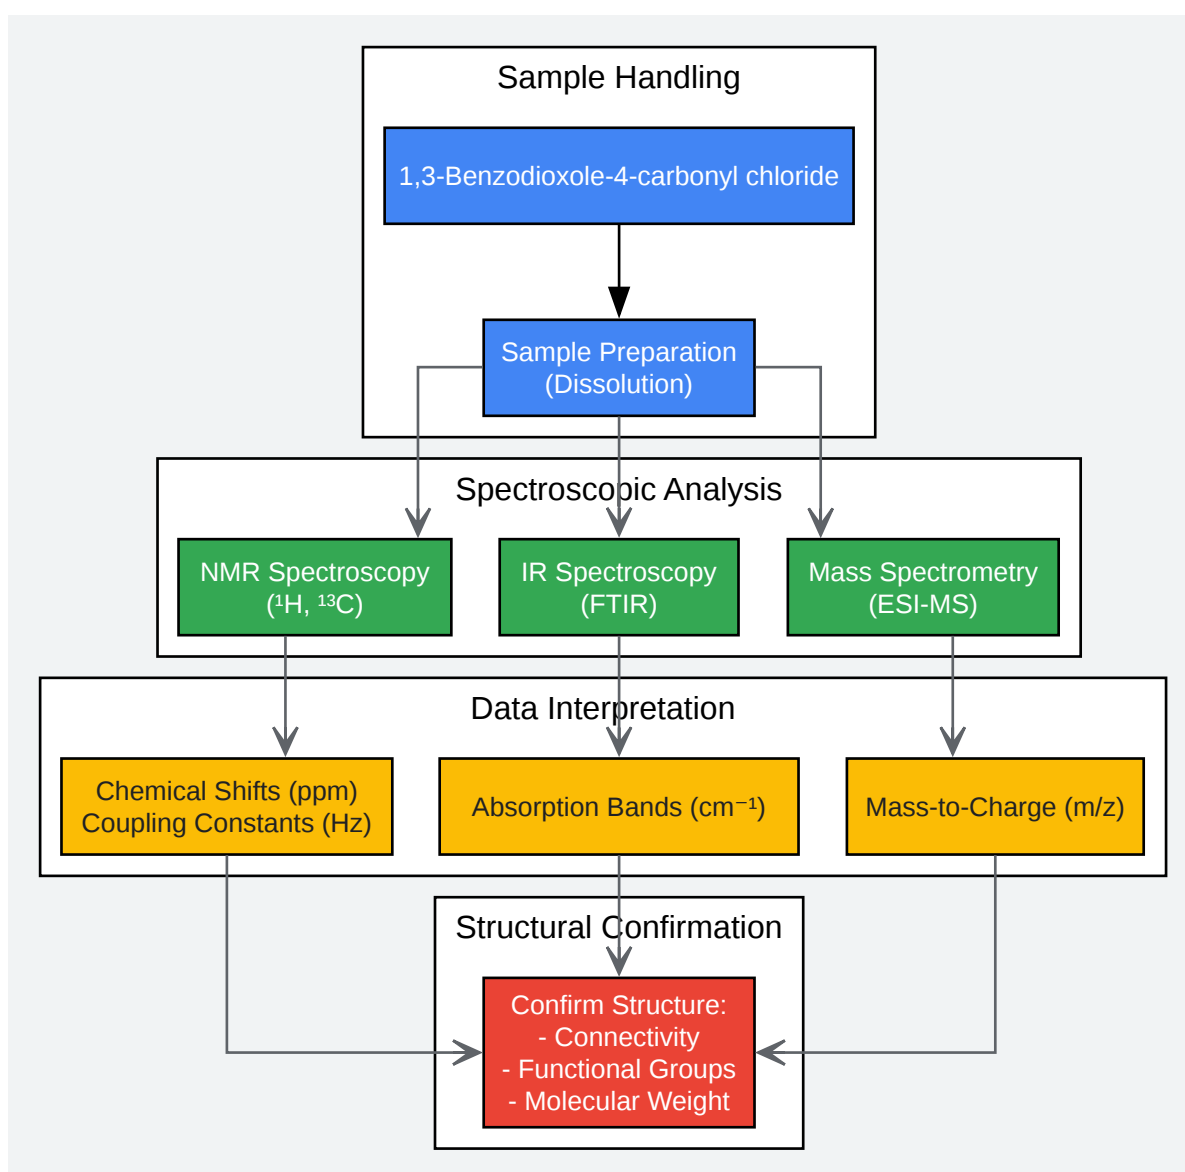 Sample Handling
1,3-Benzodioxole-4-carbonyl chloride
Sample Preparation
(Dissolution)
Spectroscopic Analysis
NMR Spectroscopy
(¹H, ¹³C)
IR Spectroscopy
(FTIR)
Mass Spectrometry
(ESI-MS)
Data Interpretation
Chemical Shifts (ppm)
Coupling Constants (Hz)
Absorption Bands (cm⁻¹)
Mass-to-Charge (m/z)
Structural Confirmation
Confirm Structure:
- Connectivity
- Functional Groups
- Molecular Weight